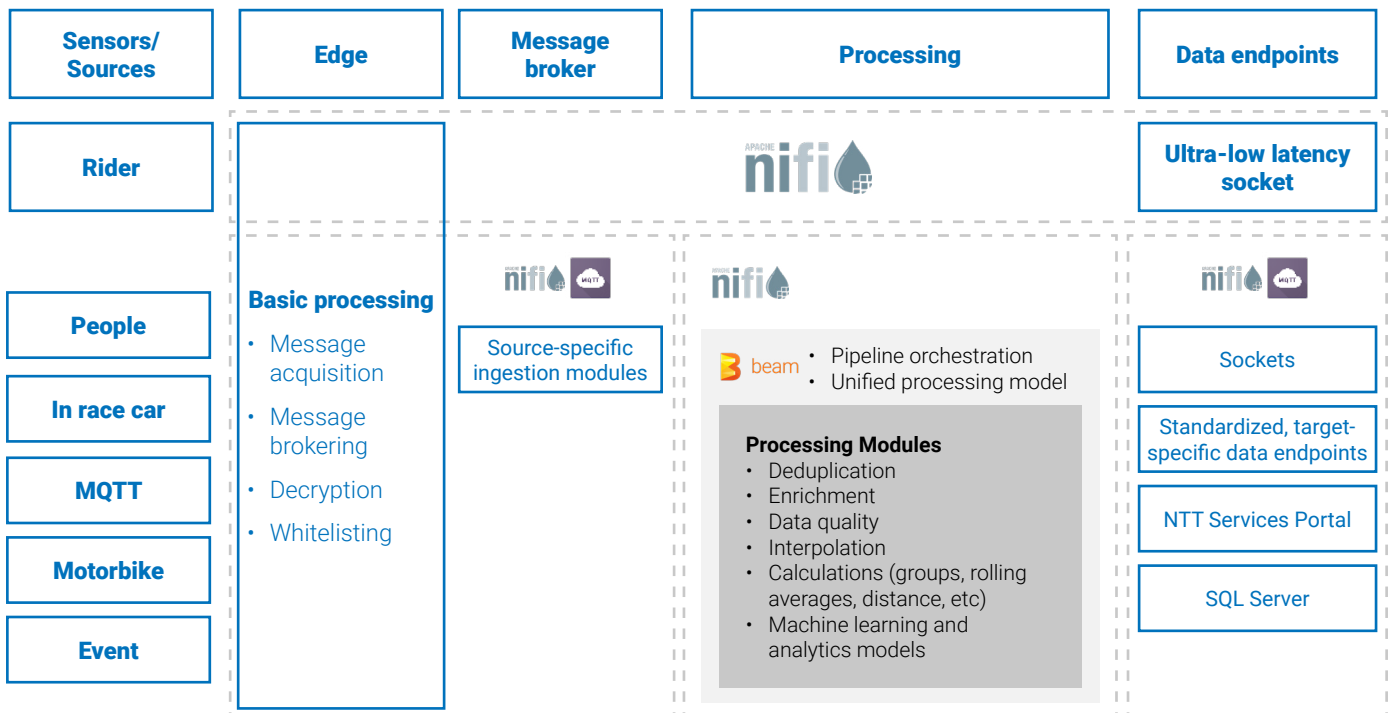 Sensors/
Sources
Edge
Message
broker
Processing
Data endpoints
Rider
APACHE
nifi
Ultra-low latency
socket
People
In race car
MQTT
Motorbike
Event
Basic processing
• Message
acquisition
• Message
brokering
• Decryption
• Whitelisting
nifi
MQTT
Source-specific
ingestion modules
APACHE
nifi
beam
• Pipeline orchestration
• Unified processing model
Processing Modules
• Deduplication
• Enrichment
• Data quality
• Interpolation
• Calculations (groups, rolling
averages, distance, etc)
• Machine learning and
analytics models
nifi
MQTT
Sockets
Standardized, target-
specific data endpoints
NTT Services Portal
SQL Server